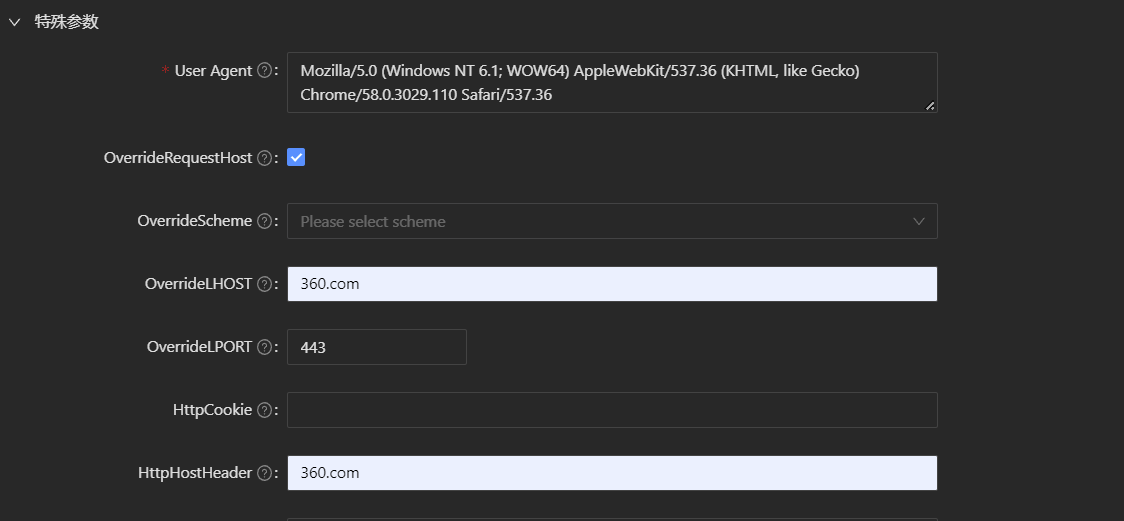 特殊参数
* User Agent ? :
Mozilla/5.0 (Windows NT 6.1; WOW64) AppleWebKit/537.36 (KHTML, like Gecko)
Chrome/58.0.3029.110 Safari/537.36
OverrideRequestHost ? :
OverrideScheme ? : Please select scheme
OverrideLHOST ? : 360.com
OverrideLPORT ? : 443
HttpCookie ? :
HttpHostHeader ? : 360.com